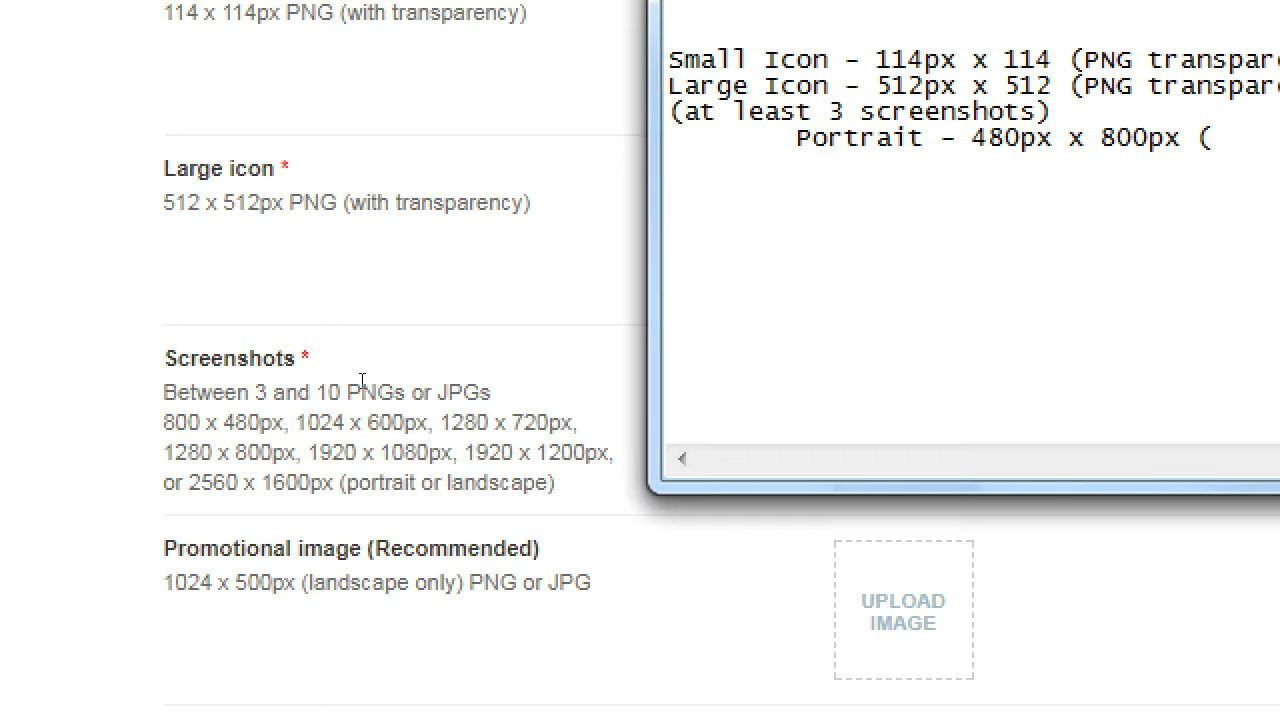 114 x 114px PNG (with transparency)
Large icon *
512 x 512px PNG (with transparency)
Screenshots *
Between 3 and 10 PNGs or JPGs
800 x 480px, 1024 x 600px, 1280 x 720px,
1280 x 800px, 1920 x 1080px, 1920 x 1200px,
or 2560 x 1600px (portrait or landscape)
Promotional image (Recommended)
1024 x 500px (landscape only) PNG or JPG
UPLOAD
IMAGE
Small Icon – 114px x 114 (PNG transpar
Large Icon – 512px x 512 (PNG transpar
(at least 3 screenshots)
Portrait – 480px x 800px (